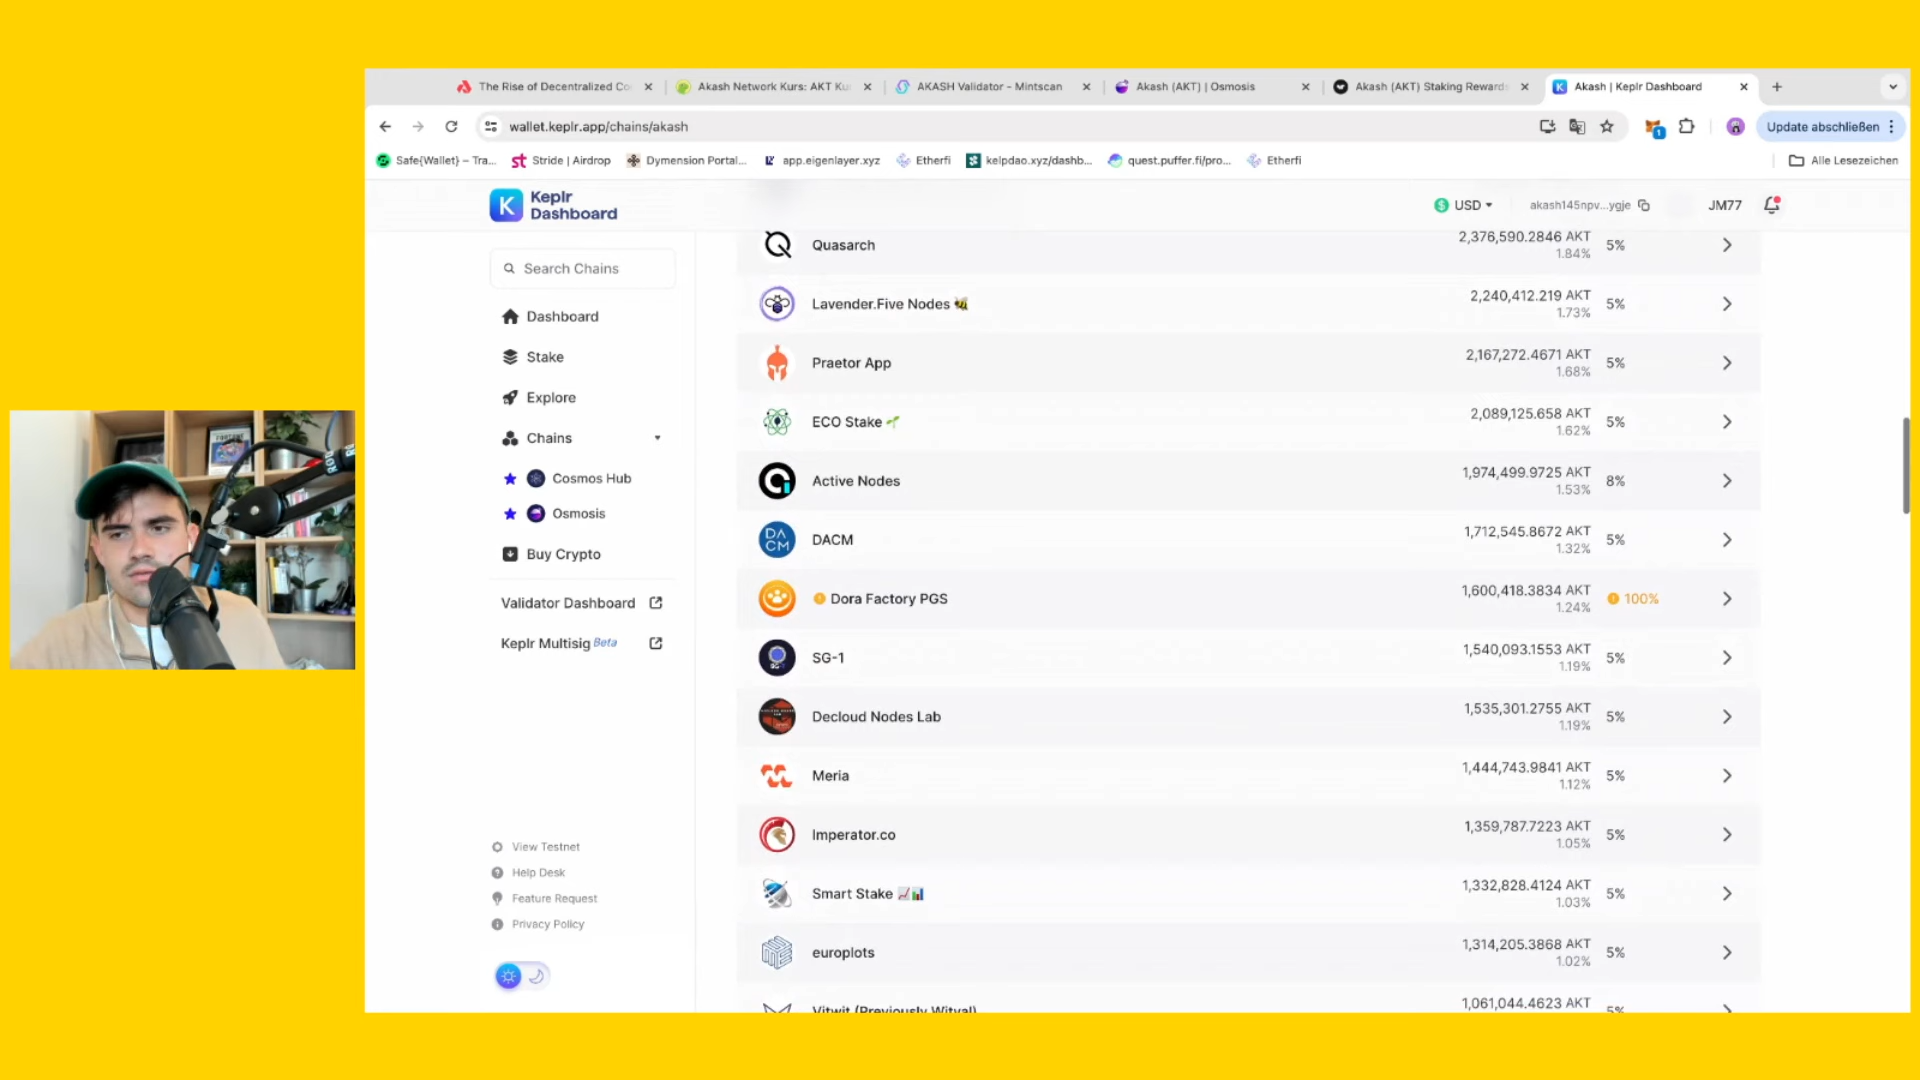 The Rise of Decentralized Co
Akash Network Kurs: AKT Ku
AKASH Validator - Mintscan
Akash (AKT) | Osmosis
Akash (AKT) Staking Rewards
Akash | Keplr Dashboard
wallet.keplr.app/chains/akash
Update abschließen
Safe{Wallet} – Tra...
Stride | Airdrop
Dymension Portal...
app.eigenlayer.xyz
Etherfi
kelpdao.xyz/dashb...
quest.puffer.fi/pro...
Etherfi
Alle Lesezeichen
Keplr
Dashboard
USD
akash145npv...ygje
JM77
Search Chains
Dashboard
Stake
Explore
Chains
Cosmos Hub
Osmosis
Buy Crypto
Validator Dashboard
Keplr Multisig Beta
View Testnet
Help Desk
Feature Request
Privacy Policy
Quasarch 2,376,590.2846 AKT 5%
1.84%
Lavender.Five Nodes 🐝 2,240,412.219 AKT 5%
1.73%
Praetor App 2,167,272.4671 AKT 5%
1.68%
ECO Stake 🌱 2,089,125.658 AKT 5%
1.62%
Active Nodes 1,974,499.9725 AKT 8%
1.53%
DACM 1,712,545.8672 AKT 5%
1.32%
Dora Factory PGS 1,600,418.3834 AKT 100%
1.24%
SG-1 1,540,093.1553 AKT 5%
1.19%
Decloud Nodes Lab 1,535,301.2755 AKT 5%
1.19%
Meria 1,444,743.9841 AKT 5%
1.12%
Imperator.co 1,359,787.7223 AKT 5%
1.05%
Smart Stake 📈📊 1,332,828.4124 AKT 5%
1.03%
europlots 1,314,205.3868 AKT 5%
1.02%
Vitwit (Previously Witval) 1,061,044.4623 AKT 5%